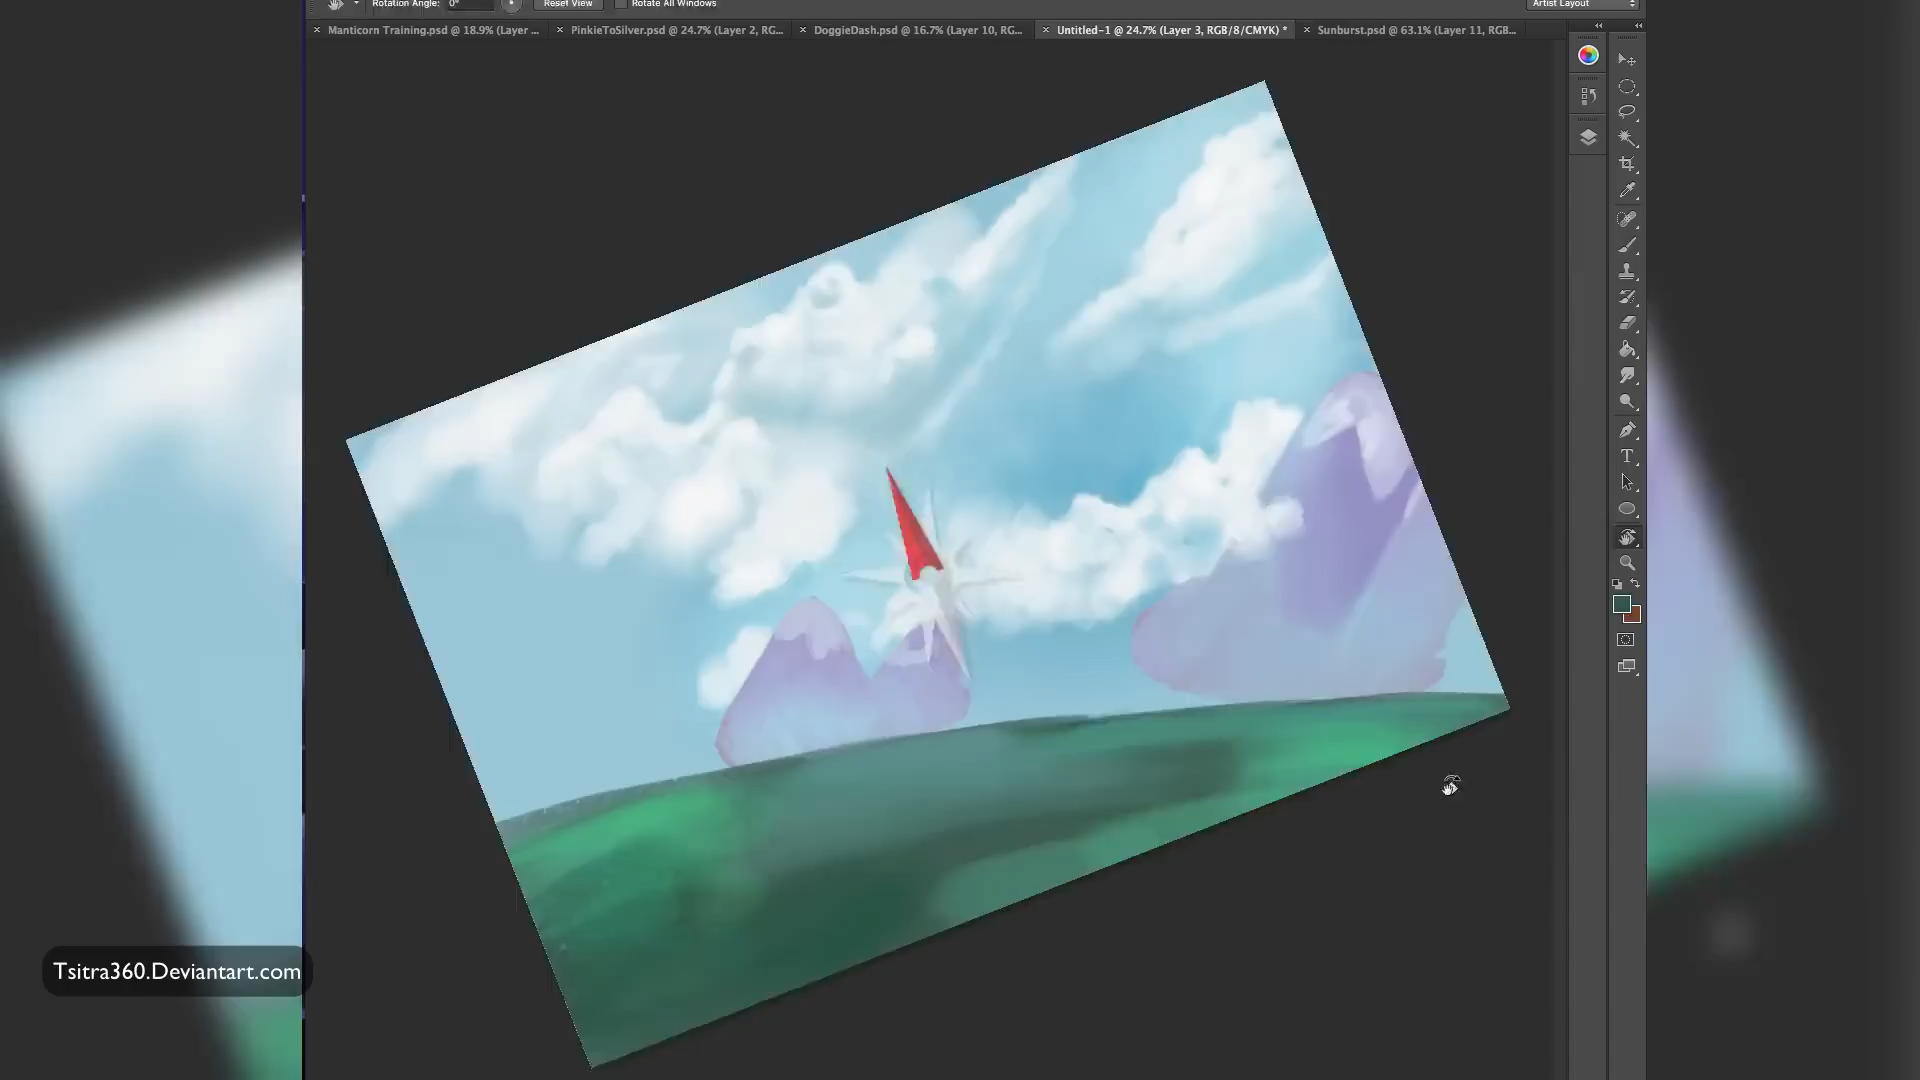 Rotation Angle: 0° Reset View Rotate All Windows Artist Layout
Manticorn Training.psd @ 18.9% (Layer ... PinkieToSilver.psd @ 24.7% (Layer 2, RG... DoggieDash.psd @ 16.7% (Layer 10, RG... Untitled-1 @ 24.7% (Layer 3, RGB/8/CMYK) * Sunburst.psd @ 63.1% (Layer 11, RGB...
T
Tsitra360.Deviantart.com